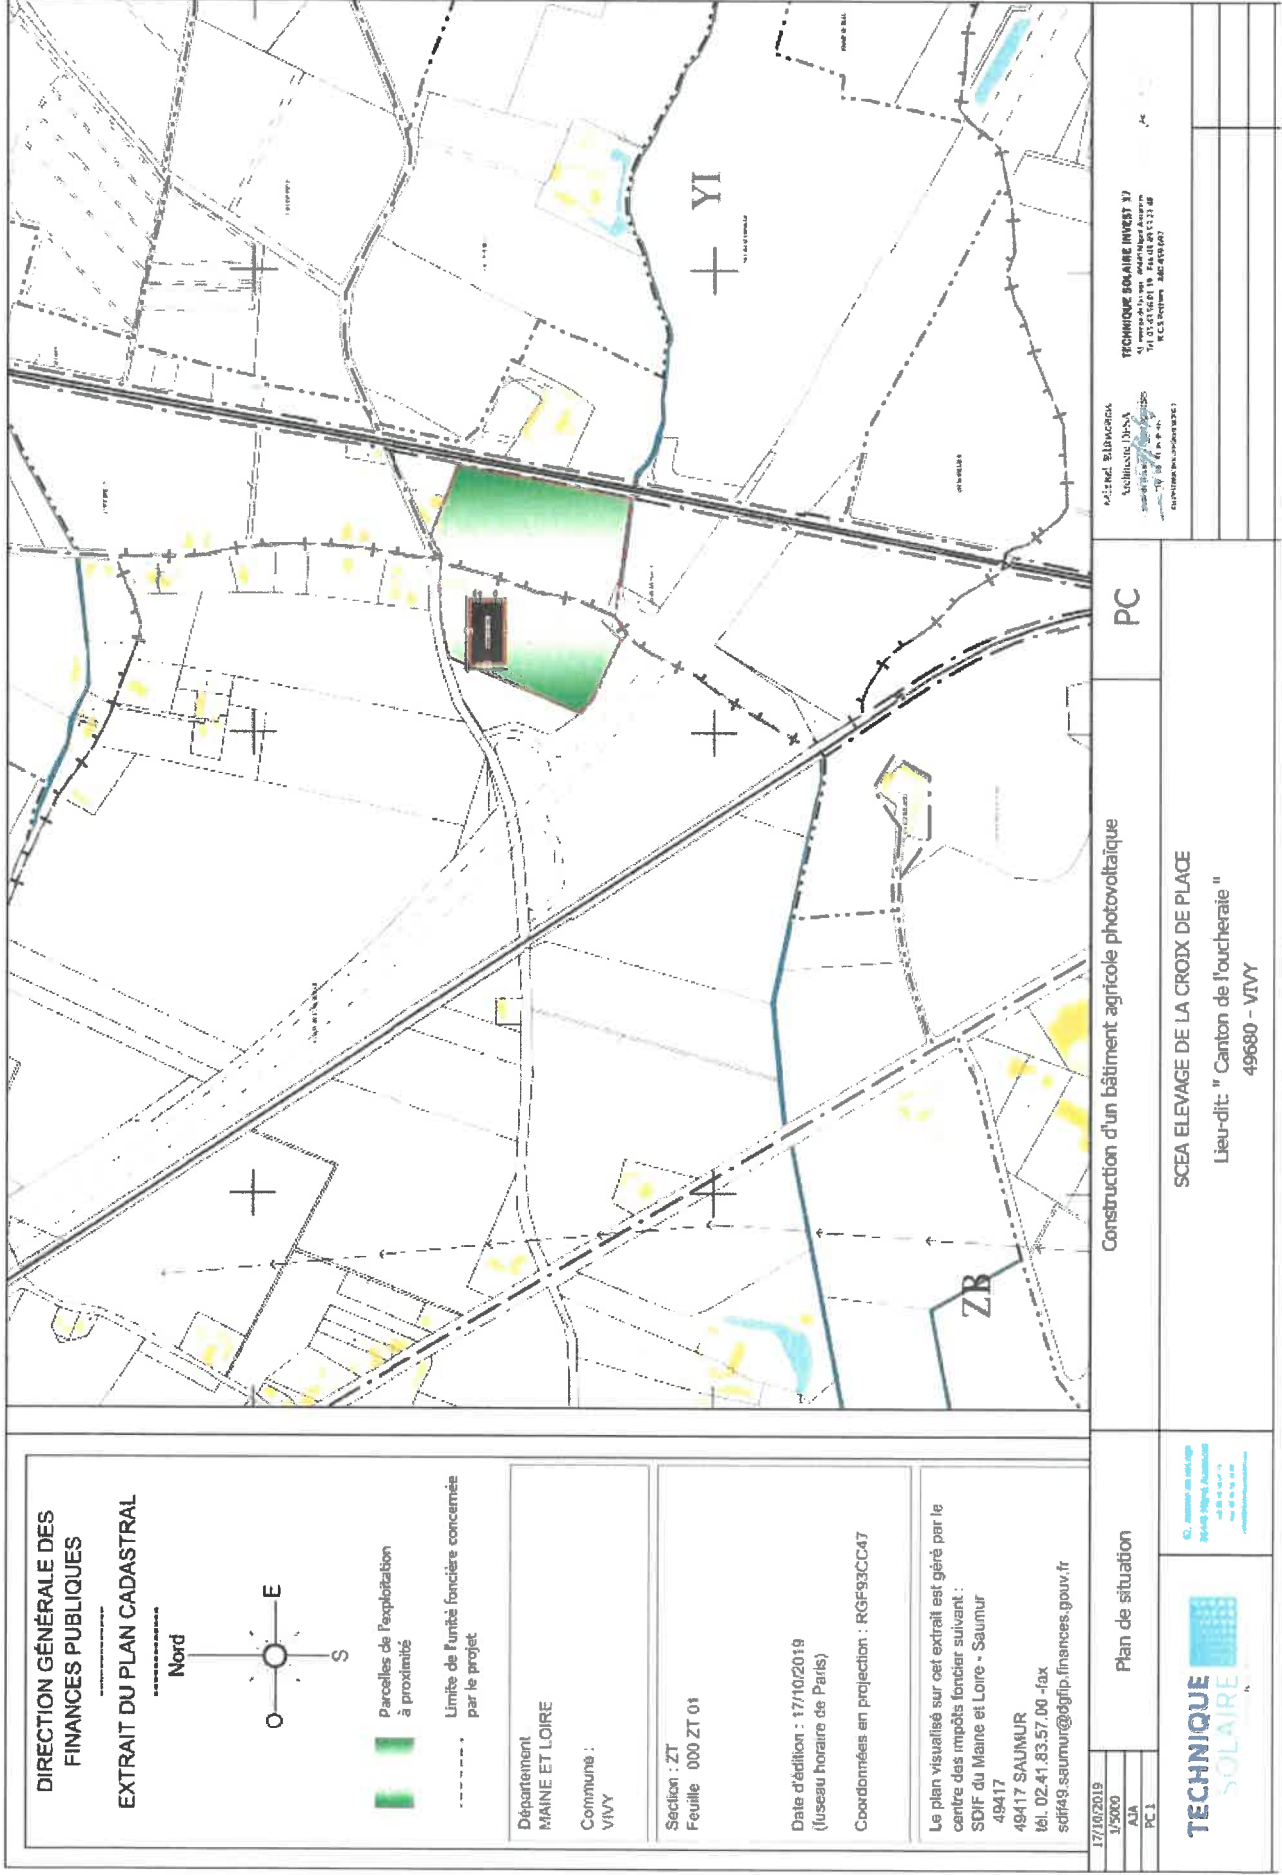 DIRECTION GÉNÉRALE DES
FINANCES PUBLIQUES
EXTRAIT DU PLAN CADASTRAL
Nord
O
E
S
Parcelles de l'exploitation
à proximité
Limite de l'unité foncière concernée
par le projet
Département
MAINE ET LOIRE
Commune :
VIVY
Section : ZT
Feuille 000 ZT 01
Date d'édition : 17/10/2019
(fuseau horaire de Paris)
Coordonnées en projection : RGF93CC47
Le plan visualisé sur cet extrait est géré par le
centre des impôts foncier suivant :
SDIF du Maine et Loire - Saumur
49417
49417 SAUMUR
tél. 02.41.83.57.00 -fax
sdif49.saumur@dgfip.finances.gouv.fr
YI
ZB
17/10/2019
1/5000
AJA
PC 1
Plan de situation
Construction d'un bâtiment agricole photovoltaïque
PC
TECHNIQUE SOLAIRE INVEST 37
TECHNIQUE
SOLAIRE
SCEA ELEVAGE DE LA CROIX DE PLACE
Lieu-dit: " Canton de l'oucheraie "
49680 - VIVY